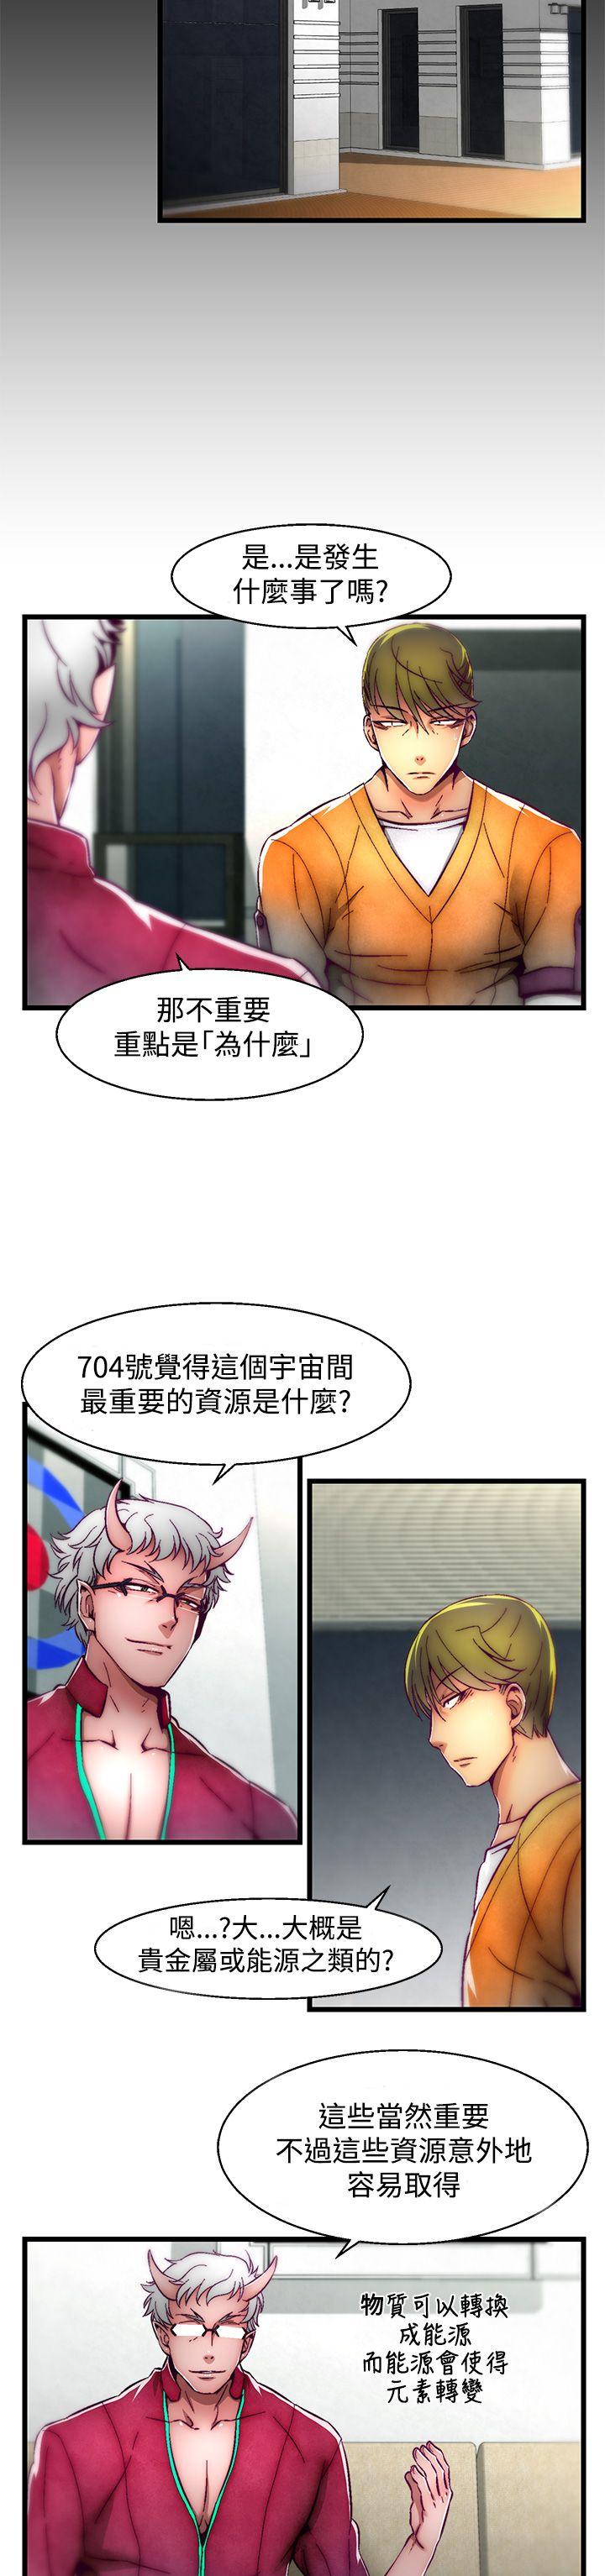 是...是發生
什麼事了嗎?
那不重要
重點是「為什麼」
704號覺得這個宇宙間
最重要的資源是什麼?
嗯...?大...大概是
貴金屬或能源之類的?
這些當然重要
不過這些資源意外地
容易取得
物質可以轉換
成能源
而能源會使得
元素轉變